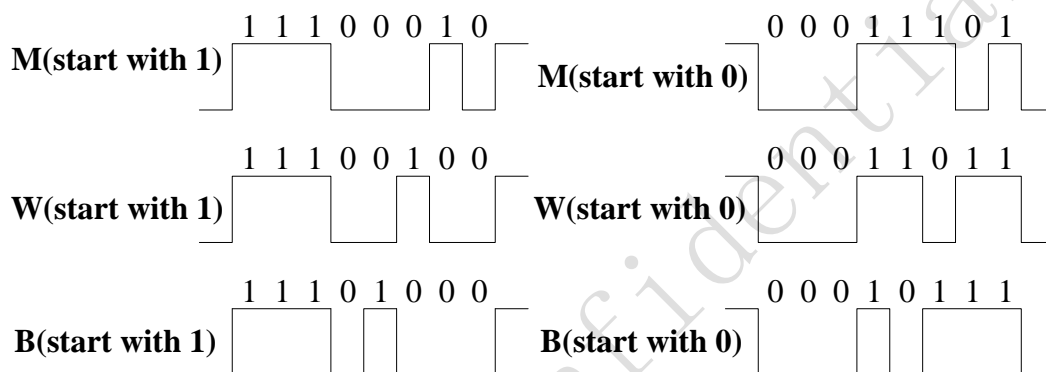 1 1 1 0 0 0 1 0 0 0 0 1 1 1 0 1
M(start with 1) M(start with 0)
1 1 1 0 0 1 0 0 0 0 0 1 1 0 1 1
W(start with 1) W(start with 0)
1 1 1 0 1 0 0 0 0 0 0 1 0 1 1 1
B(start with 1) B(start with 0)
fidentia